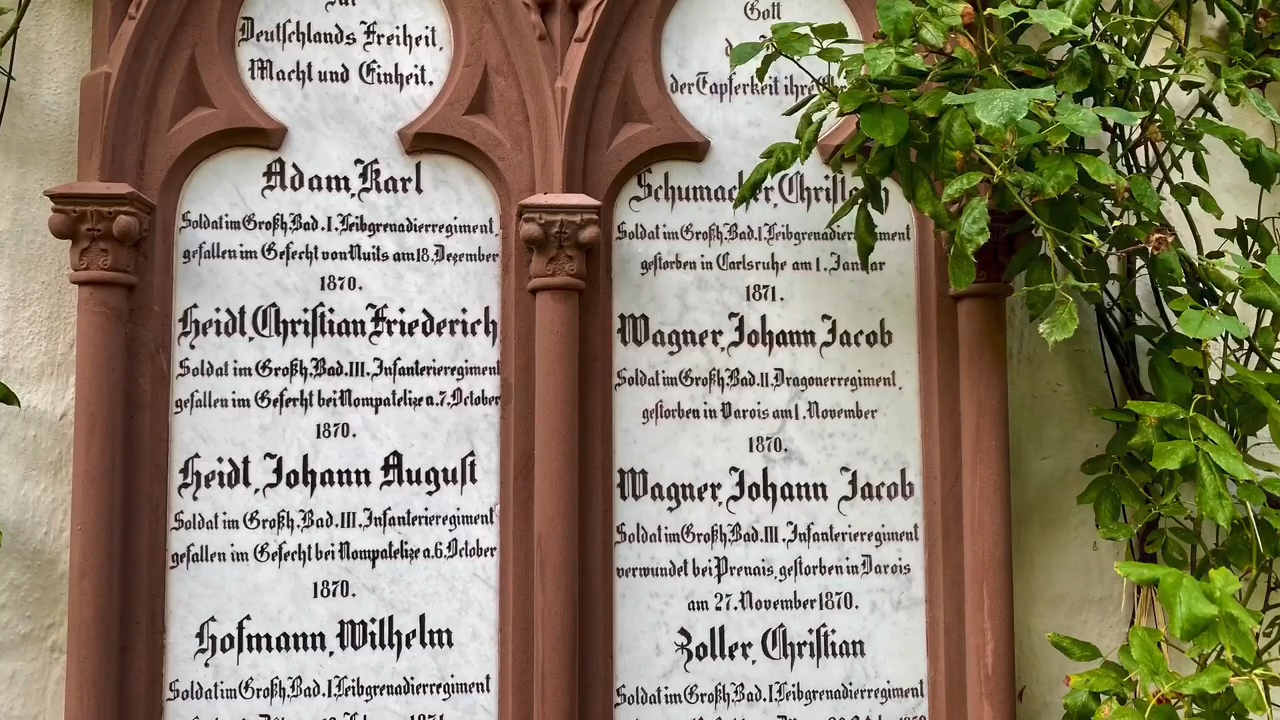 Zur
Deutschlands Freiheit,
Macht und Einheit.
Adam, Karl
Soldat im Großh. Bad. I. Leibgrenadierregiment,
gefallen im Gefecht von Nuits am 18. Dezember
1870.
Heidt, Christian Friederich
Soldat im Großh. Bad. III. Infanterieregiment
gefallen im Gefecht bei Nompatelize a. 7. October
1870.
Heidt, Johann August
Soldat im Großh. Bad. III. Infanterieregiment
gefallen im Gefecht bei Nompatelize a. 6. October
1870.
Hofmann, Wilhelm
Soldat im Großh. Bad. I. Leibgrenadierregiment
Gott
der Tapferkeit ihre
Schumacher, Christoph
Soldat im Großh. Bad. I. Leibgrenadierregiment
gestorben in Carlsruhe am 1. Januar
1871.
Wagner, Johann Jacob
Soldat im Großh. Bad. II. Dragonerregiment,
gestorben in Varois am 1. November
1870.
Wagner, Johann Jacob
Soldat im Großh. Bad. III. Infanterieregiment
verwundet bei Prenais, gestorben in Varois
am 27. November 1870.
Zoller, Christian
Soldat im Großh. Bad. I. Leibgrenadierregiment